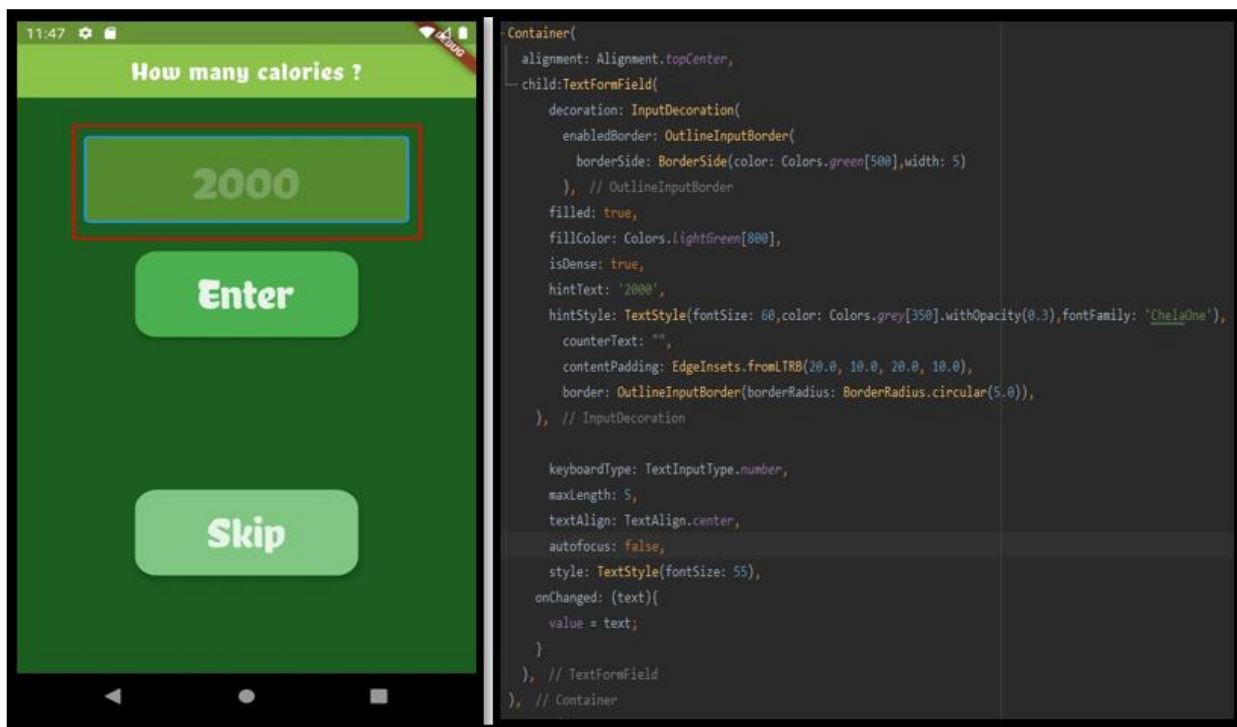 11:47
DEBUG
How many calories ?
2000
Enter
Skip
Container(
alignment: Alignment.topCenter,
child:TextFormField(
decoration: InputDecoration(
enabledBorder: OutlineInputBorder(
borderSide: BorderSide(color: Colors.green[500],width: 5)
), // OutlineInputBorder
filled: true,
fillColor: Colors.lightGreen[800],
isDense: true,
hintText: '2000',
hintStyle: TextStyle(fontSize: 60,color: Colors.grey[350].withOpacity(0.3),fontFamily: 'ChelaOne'),
counterText: "",
contentPadding: EdgeInsets.fromLTRB(20.0, 10.0, 20.0, 10.0),
border: OutlineInputBorder(borderRadius: BorderRadius.circular(5.0)),
), // InputDecoration
keyboardType: TextInputType.number,
maxLength: 5,
textAlign: TextAlign.center,
autofocus: false,
style: TextStyle(fontSize: 55),
onChanged: (text){
value = text;
}
), // TextFormField
), // Container